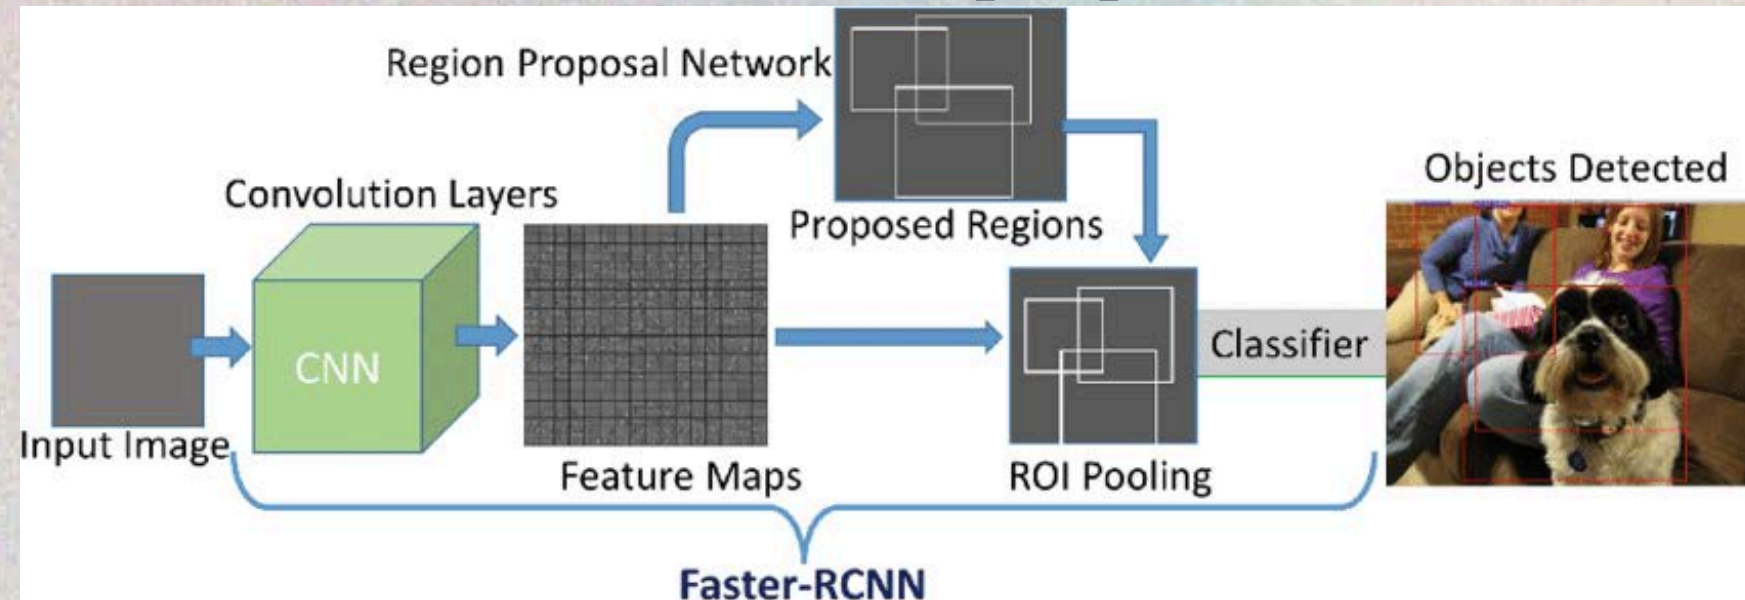 Region Proposal Network
Convolution Layers
Proposed Regions
Objects Detected
CNN
Classifier
Input Image
Feature Maps
ROI Pooling
Faster-RCNN